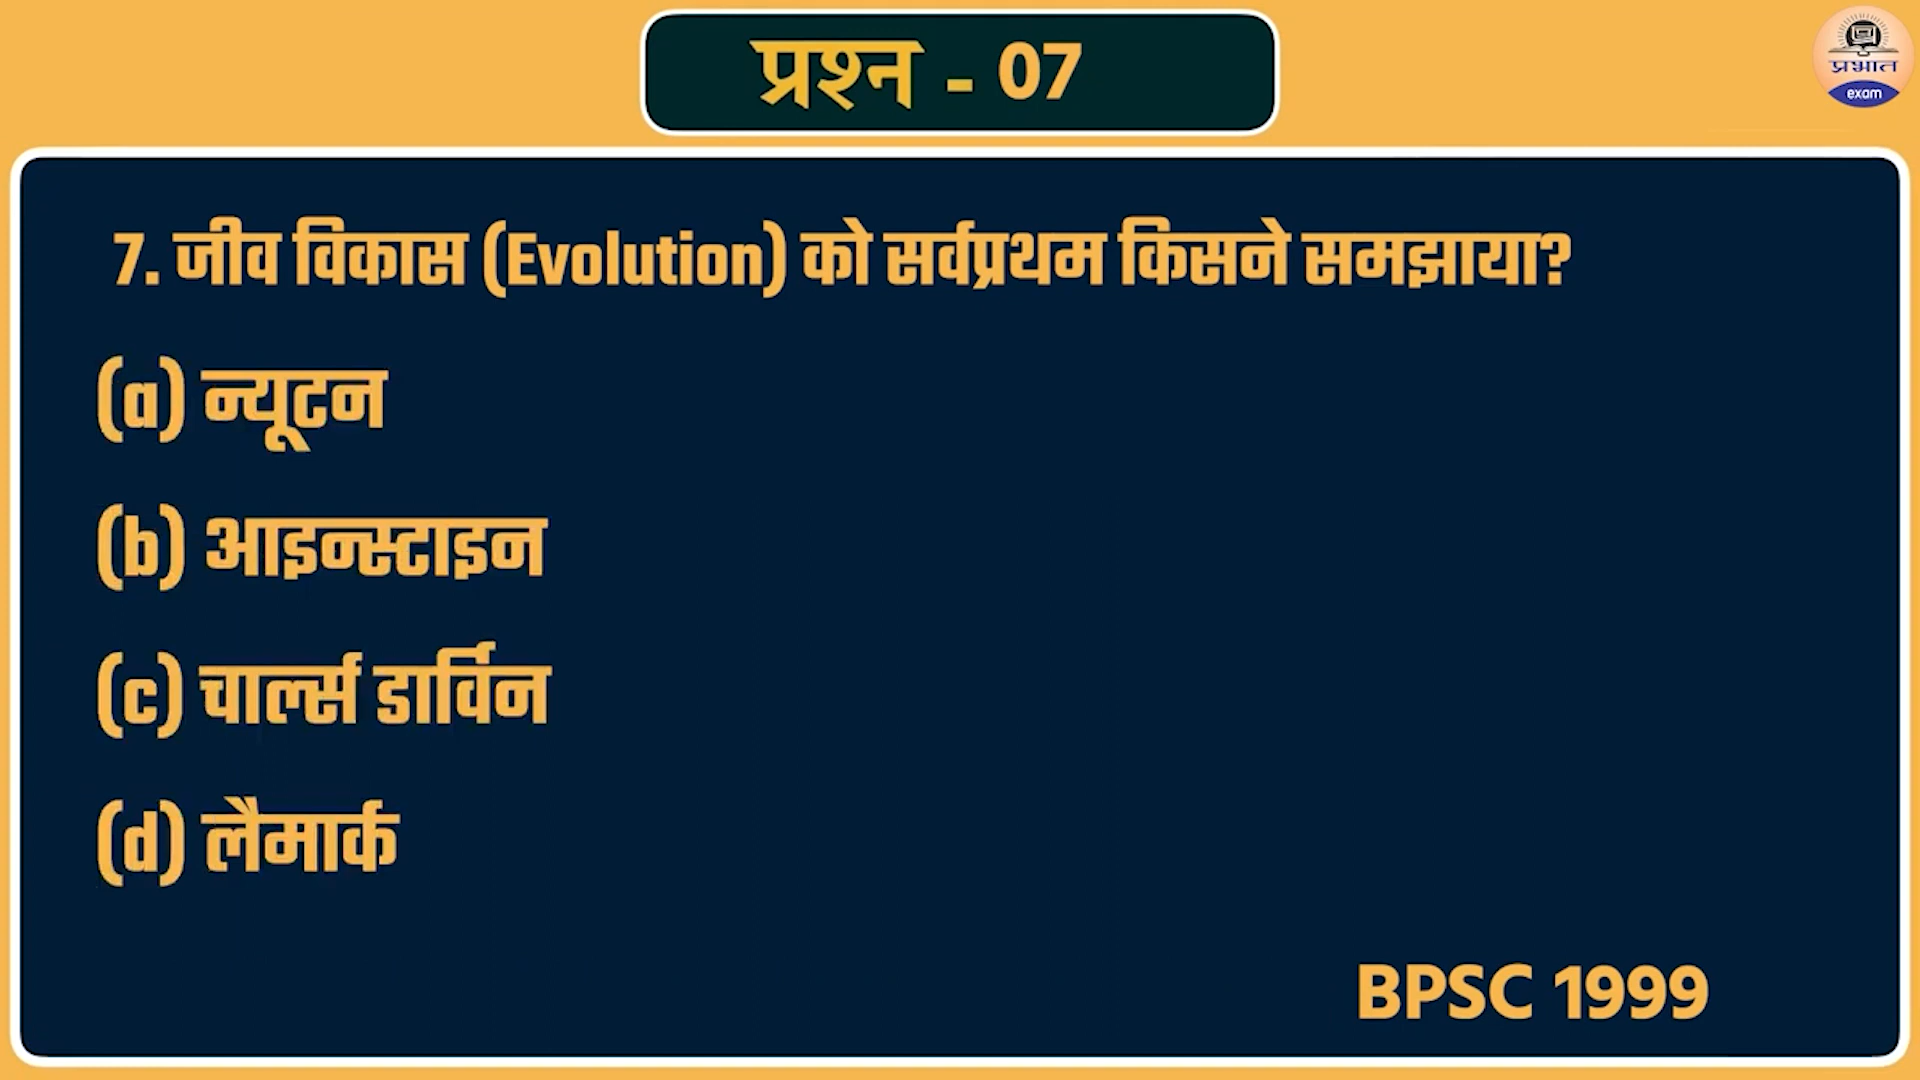 प्रश्न - 07
प्रभात
exam
7. जीव विकास (Evolution) को सर्वप्रथम किसने समझाया?
(a) न्यूटन
(b) आइन्स्टाइन
(c) चार्ल्स डार्विन
(d) लैमार्क
BPSC 1999